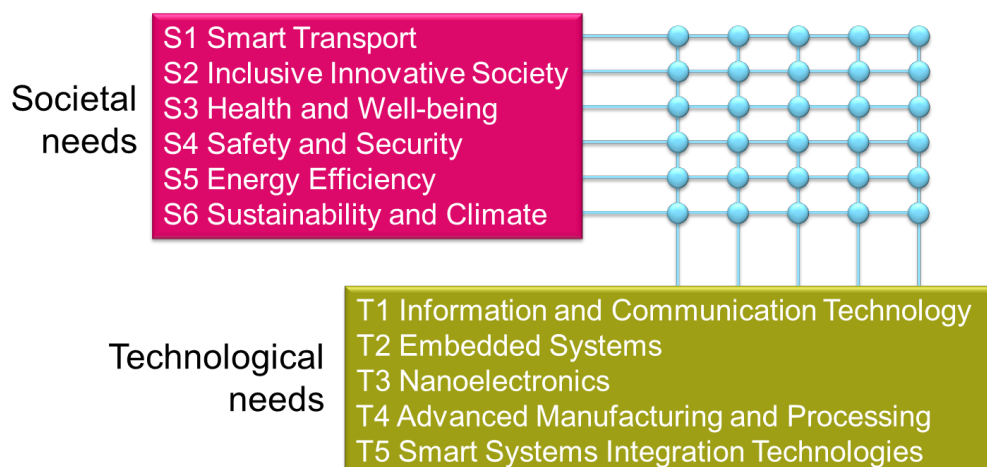 Societal
needs
S1 Smart Transport
S2 Inclusive Innovative Society
S3 Health and Well-being
S4 Safety and Security
S5 Energy Efficiency
S6 Sustainability and Climate
Technological
needs
T1 Information and Communication Technology
T2 Embedded Systems
T3 Nanoelectronics
T4 Advanced Manufacturing and Processing
T5 Smart Systems Integration Technologies